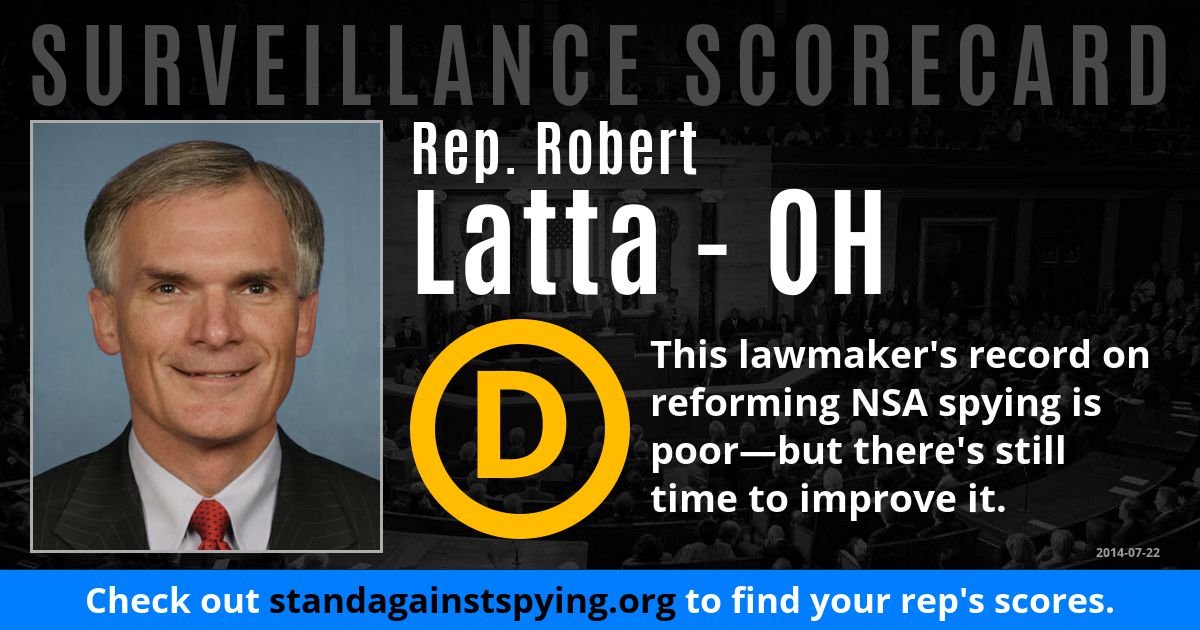 SURVEILLANCE SCORECARD
Rep. Robert
Latta - OH
D
This lawmaker's record on
reforming NSA spying is
poor—but there's still
time to improve it.
2014-07-22
Check out standagainstspying.org to find your rep's scores.